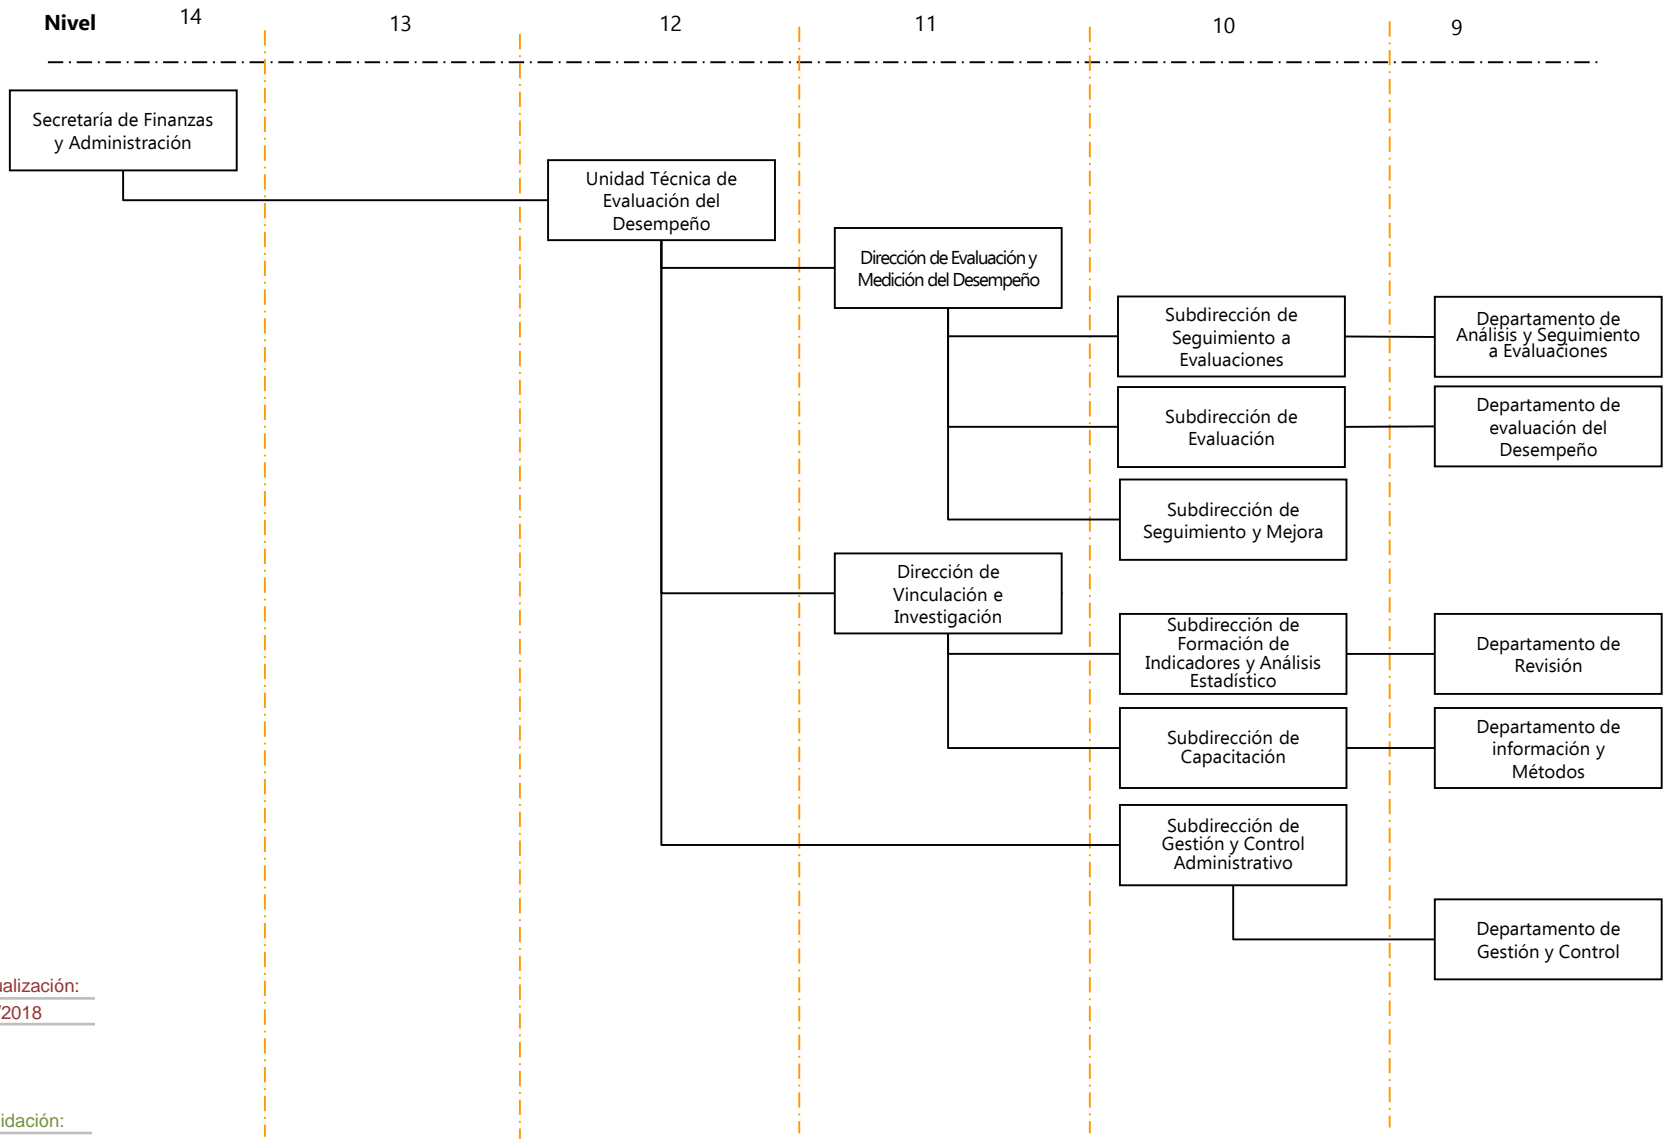 Nivel 14 13 12 11 10 9
Secretaría de Finanzas
y Administración
Unidad Técnica de
Evaluación del
Desempeño
Dirección de Evaluación y
Medición del Desempeño
Subdirección de
Seguimiento a
Evaluaciones
Departamento de
Análisis y Seguimiento
a Evaluaciones
Subdirección de
Evaluación
Departamento de
evaluación del
Desempeño
Subdirección de
Seguimiento y Mejora
Dirección de
Vinculación e
Investigación
Subdirección de
Formación de
Indicadores y Análisis
Estadístico
Departamento de
Revisión
Subdirección de
Capacitación
Departamento de
información y
Métodos
Subdirección de
Gestión y Control
Administrativo
Departamento de
Gestión y Control
ualización:
/2018
idación: